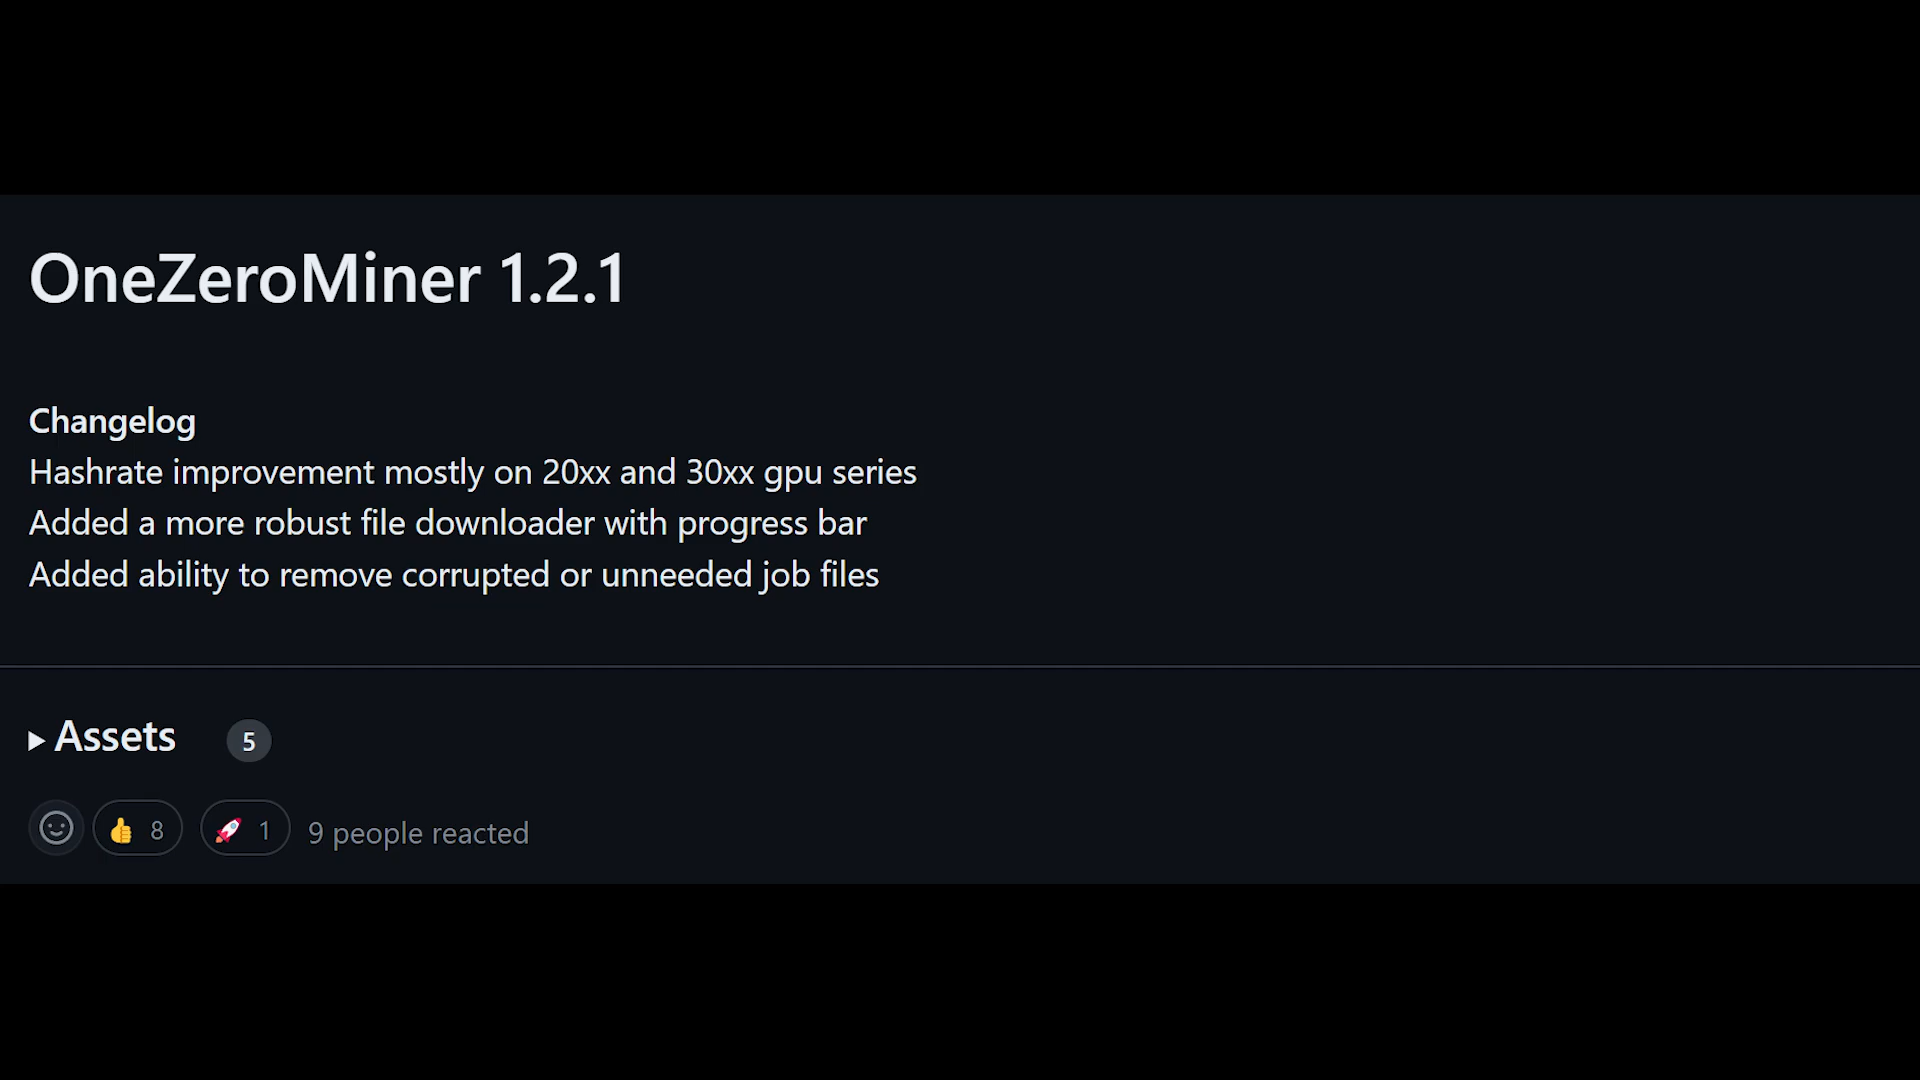 OneZeroMiner 1.2.1
Changelog
Hashrate improvement mostly on 20xx and 30xx gpu series
Added a more robust file downloader with progress bar
Added ability to remove corrupted or unneeded job files
Assets 5
8 1 9 people reacted